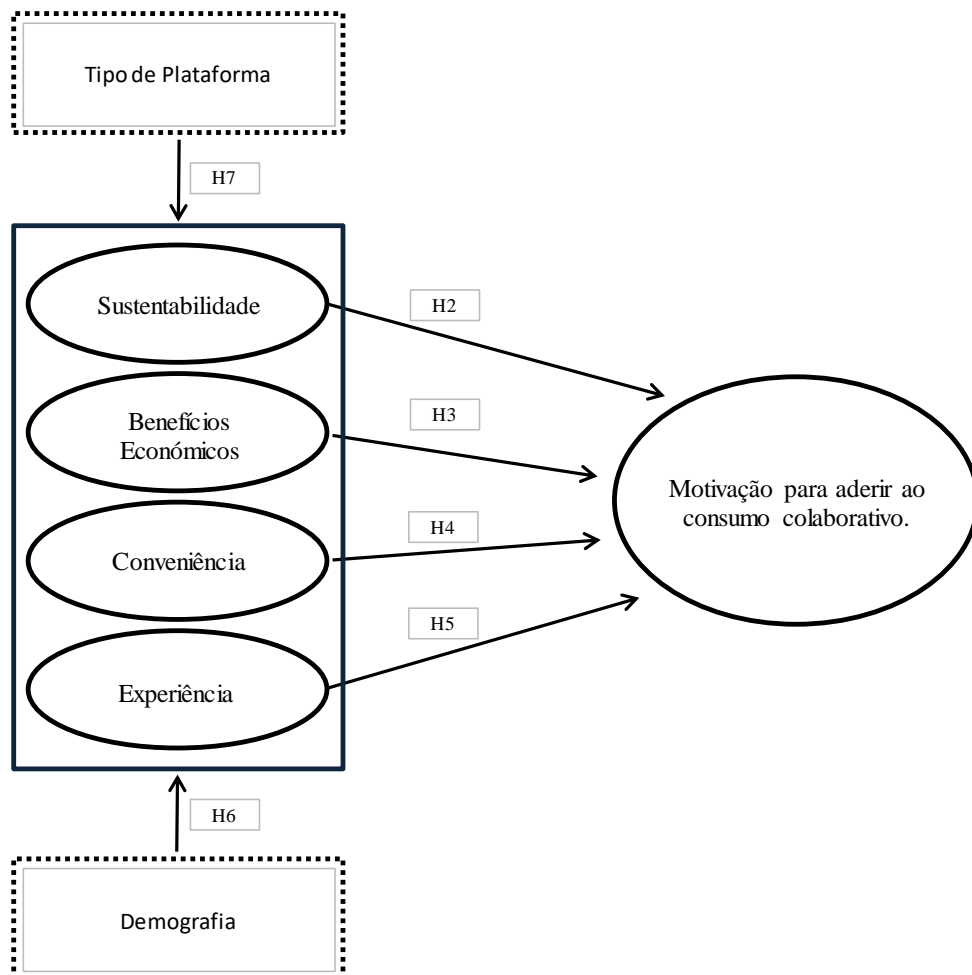 Tipo de Plataforma
H7
Sustentabilidade
H2
Benefícios
Económicos
H3
Motivação para aderir ao
consumo colaborativo.
Conveniência
H4
Experiência
H5
H6
Demografia